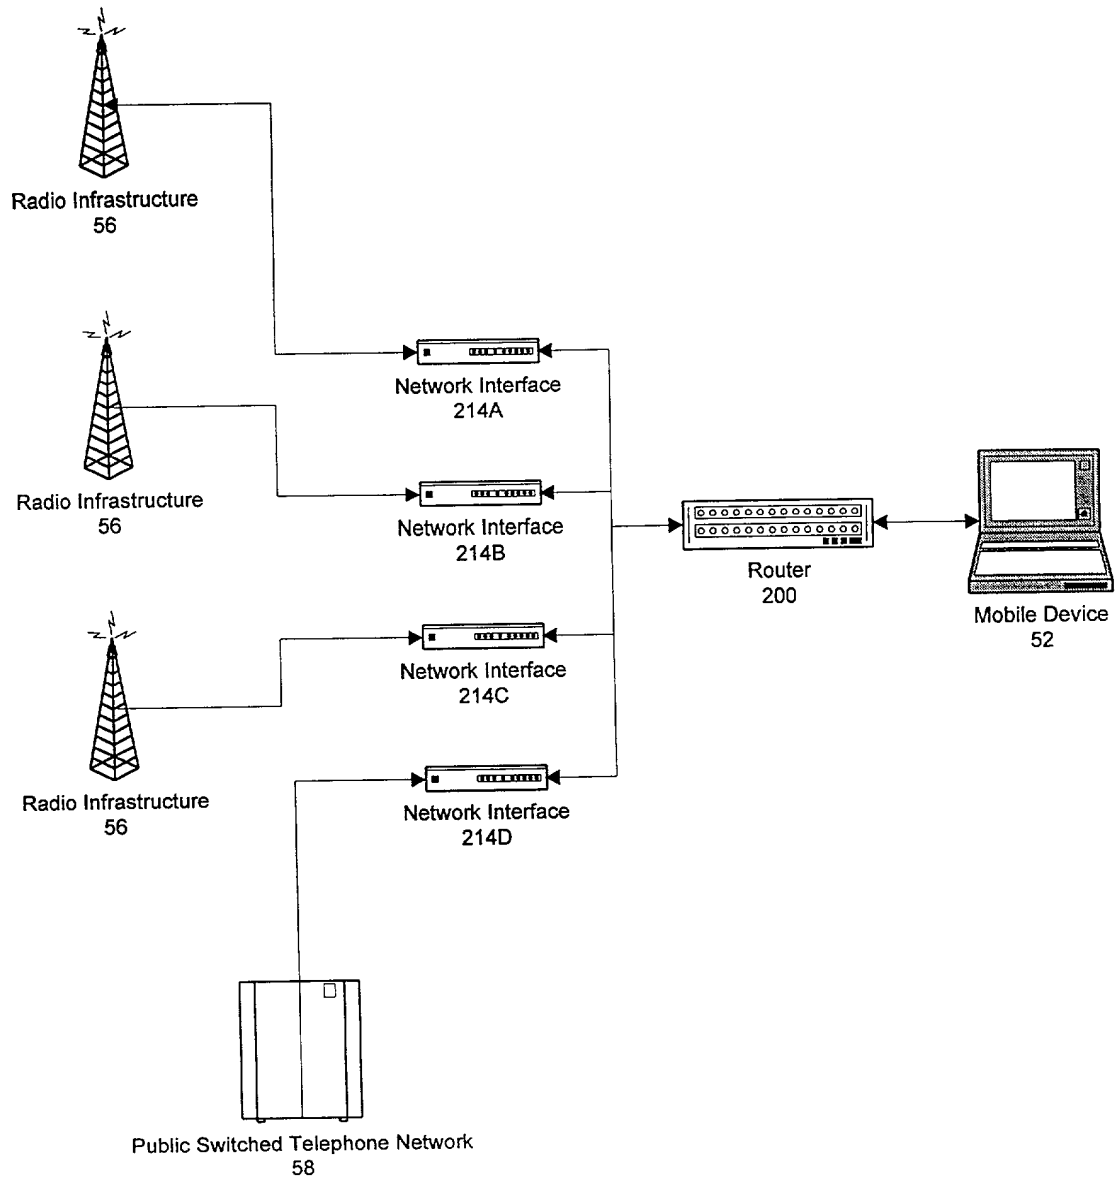 Radio Infrastructure
56
Radio Infrastructure
56
Radio Infrastructure
56
Network Interface
214A
Network Interface
214B
Network Interface
214C
Network Interface
214D
Router
200
Mobile Device
52
Public Switched Telephone Network
58